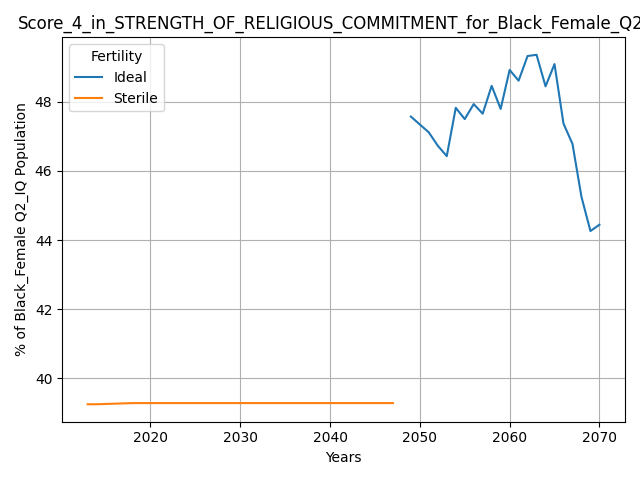 Score_4_in_STRENGTH_OF_RELIGIOUS_COMMITMENT_for_Black_Female_Q2
Fertility
Ideal
Sterile
% of Black_Female Q2_IQ Population
48
46
44
42
40
2020 2030 2040 2050 2060 2070
Years